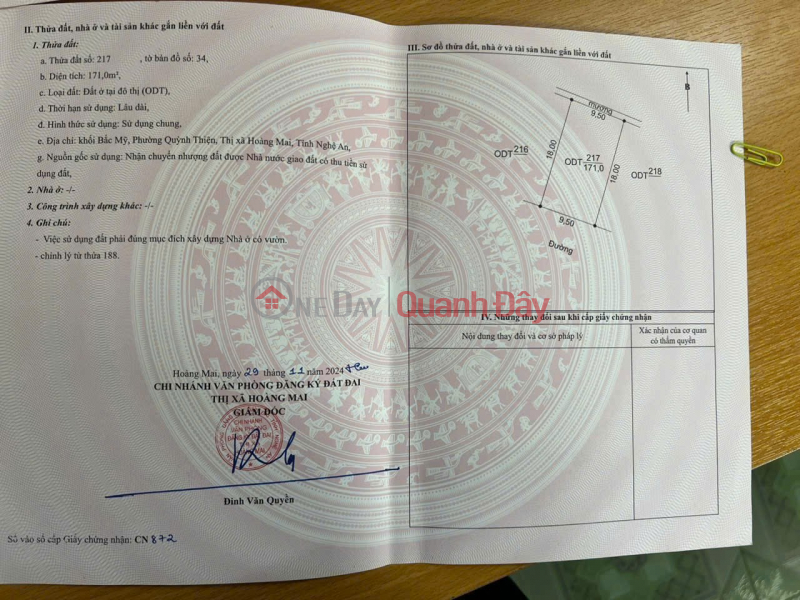 II. Thửa đất, nhà ở và tài sản khác gắn liền với đất
1. Thửa đất:
a. Thửa đất số: 217 , tờ bản đồ số: 34,
b. Diện tích: 171,0m²,
c. Loại đất: Đất ở tại đô thị (ODT),
d. Thời hạn sử dụng: Lâu dài,
đ. Hình thức sử dụng: Sử dụng chung,
e. Địa chỉ: khối Bắc Mỹ, Phường Quỳnh Thiện, Thị xã Hoàng Mai, Tỉnh Nghệ An,
g. Nguồn gốc sử dụng: Nhận chuyển nhượng đất được Nhà nước giao đất có thu tiền sử
dụng đất,
2. Nhà ở: -/-
3. Công trình xây dựng khác: -/-
4. Ghi chú:
- Việc sử dụng đất phải đúng mục đích xây dựng Nhà ở có vườn.
- chỉnh lý từ thửa 188.
Hoàng Mai, ngày 29 tháng 11 năm 2024
CHI NHÁNH VĂN PHÒNG ĐĂNG KÝ ĐẤT ĐAI
THỊ XÃ HOÀNG MAI
GIÁM ĐỐC
CHI NHÁNH
VĂN PHÒNG
ĐĂNG KÝ ĐẤT ĐAI
Đinh Văn Quyền
Số vào sổ cấp Giấy chứng nhận: CN 872
III. Sơ đồ thửa đất, nhà ở và tài sản khác gắn liền với đất
B
mương
9,50
ODT 216
18,00
ODT 217
171,0
18,00
ODT 218
9,50
Đường
IV. Những thay đổi sau khi cấp giấy chứng nhận
Nội dung thay đổi và cơ sở pháp lý
Xác nhận của cơ quan
có thẩm quyền
ONEDAY Quanh Đây